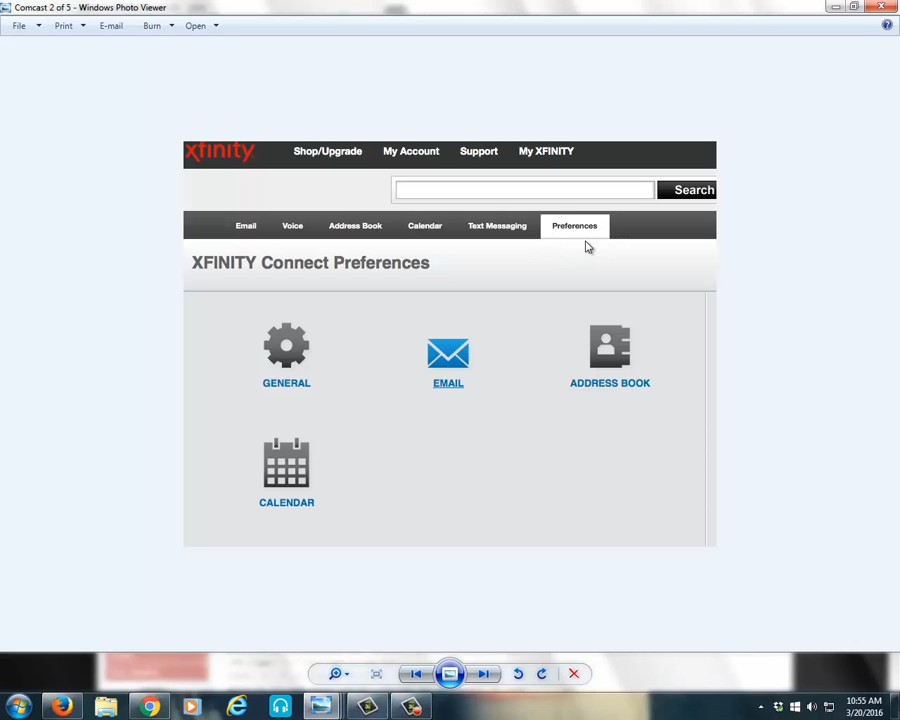 Comcast 2 of 5 - Windows Photo Viewer
File Print E-mail Burn Open
xfinity Shop/Upgrade My Account Support My XFINITY
Search
Email Voice Address Book Calendar Text Messaging Preferences
XFINITY Connect Preferences
GENERAL EMAIL ADDRESS BOOK
CALENDAR
10:55 AM
3/20/2016